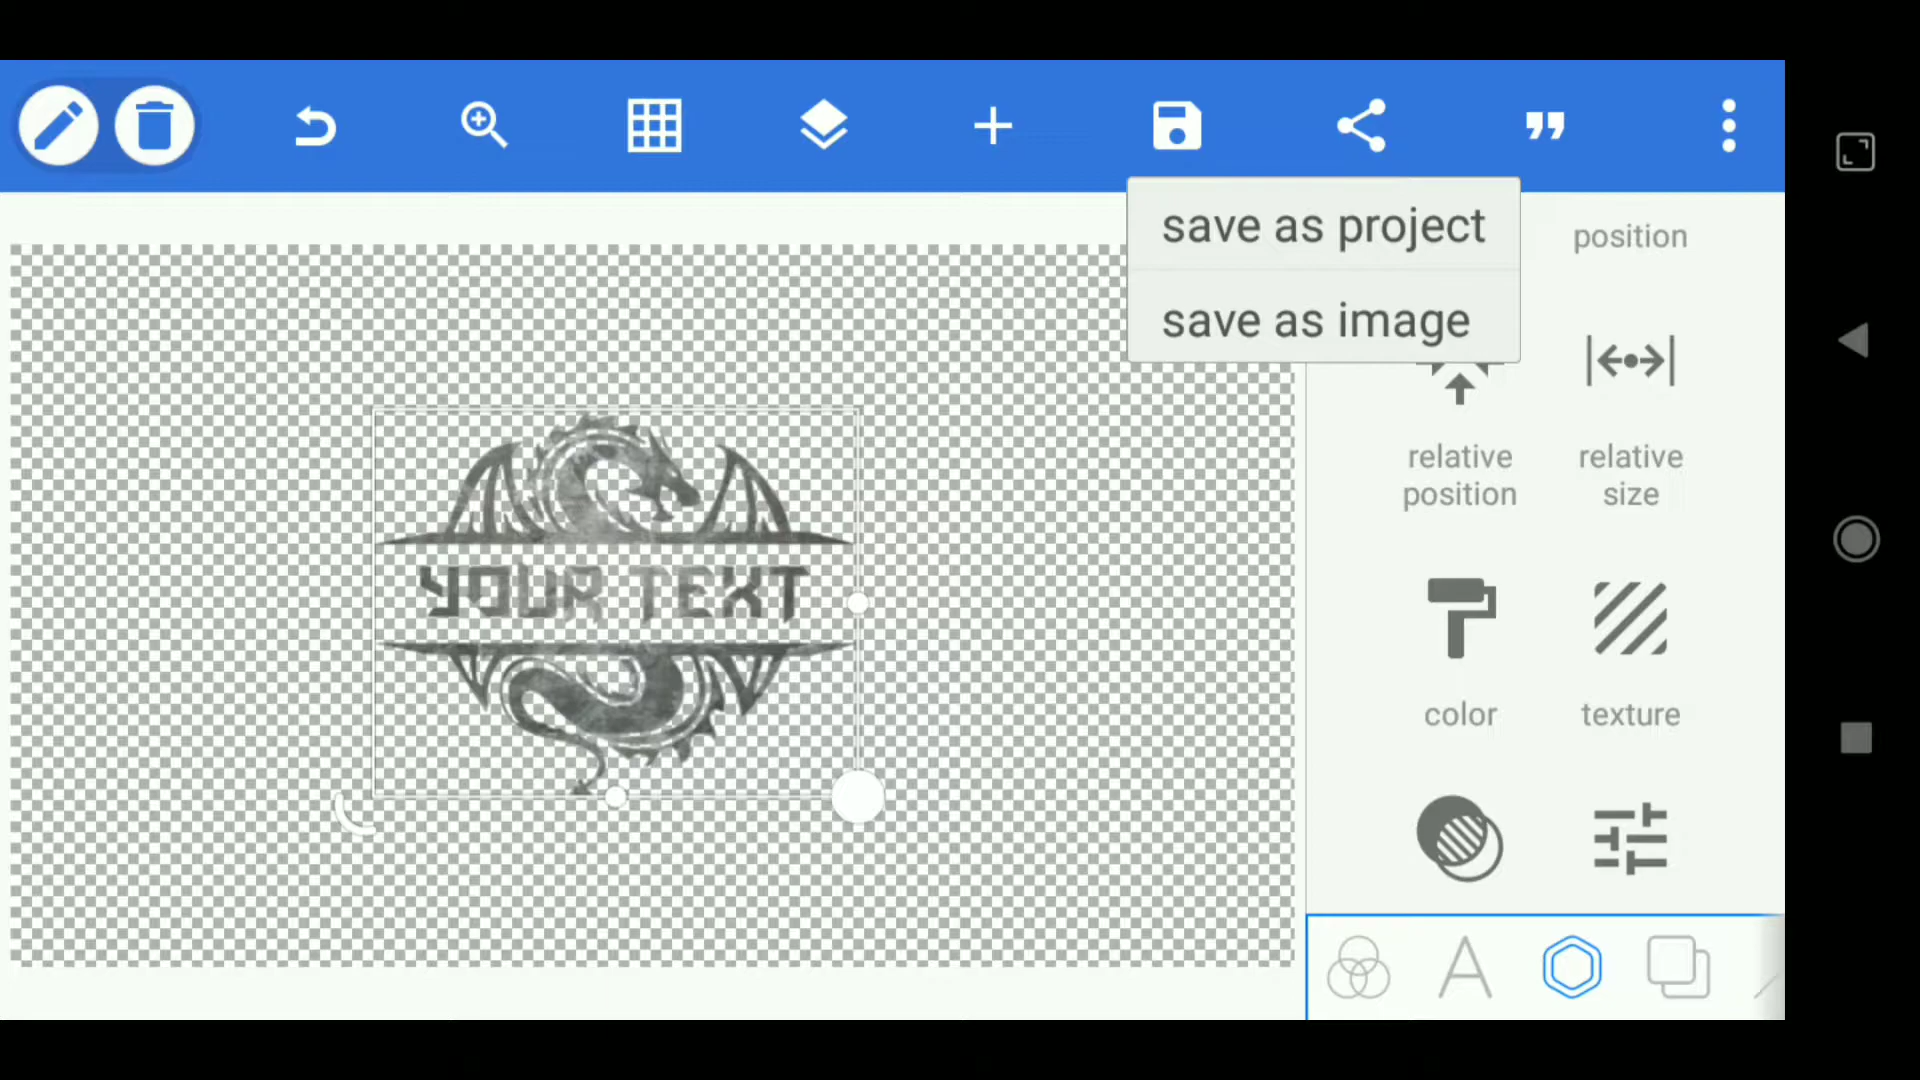 save as project
save as image
position
relative
position
relative
size
color
texture
YOUR TEXT